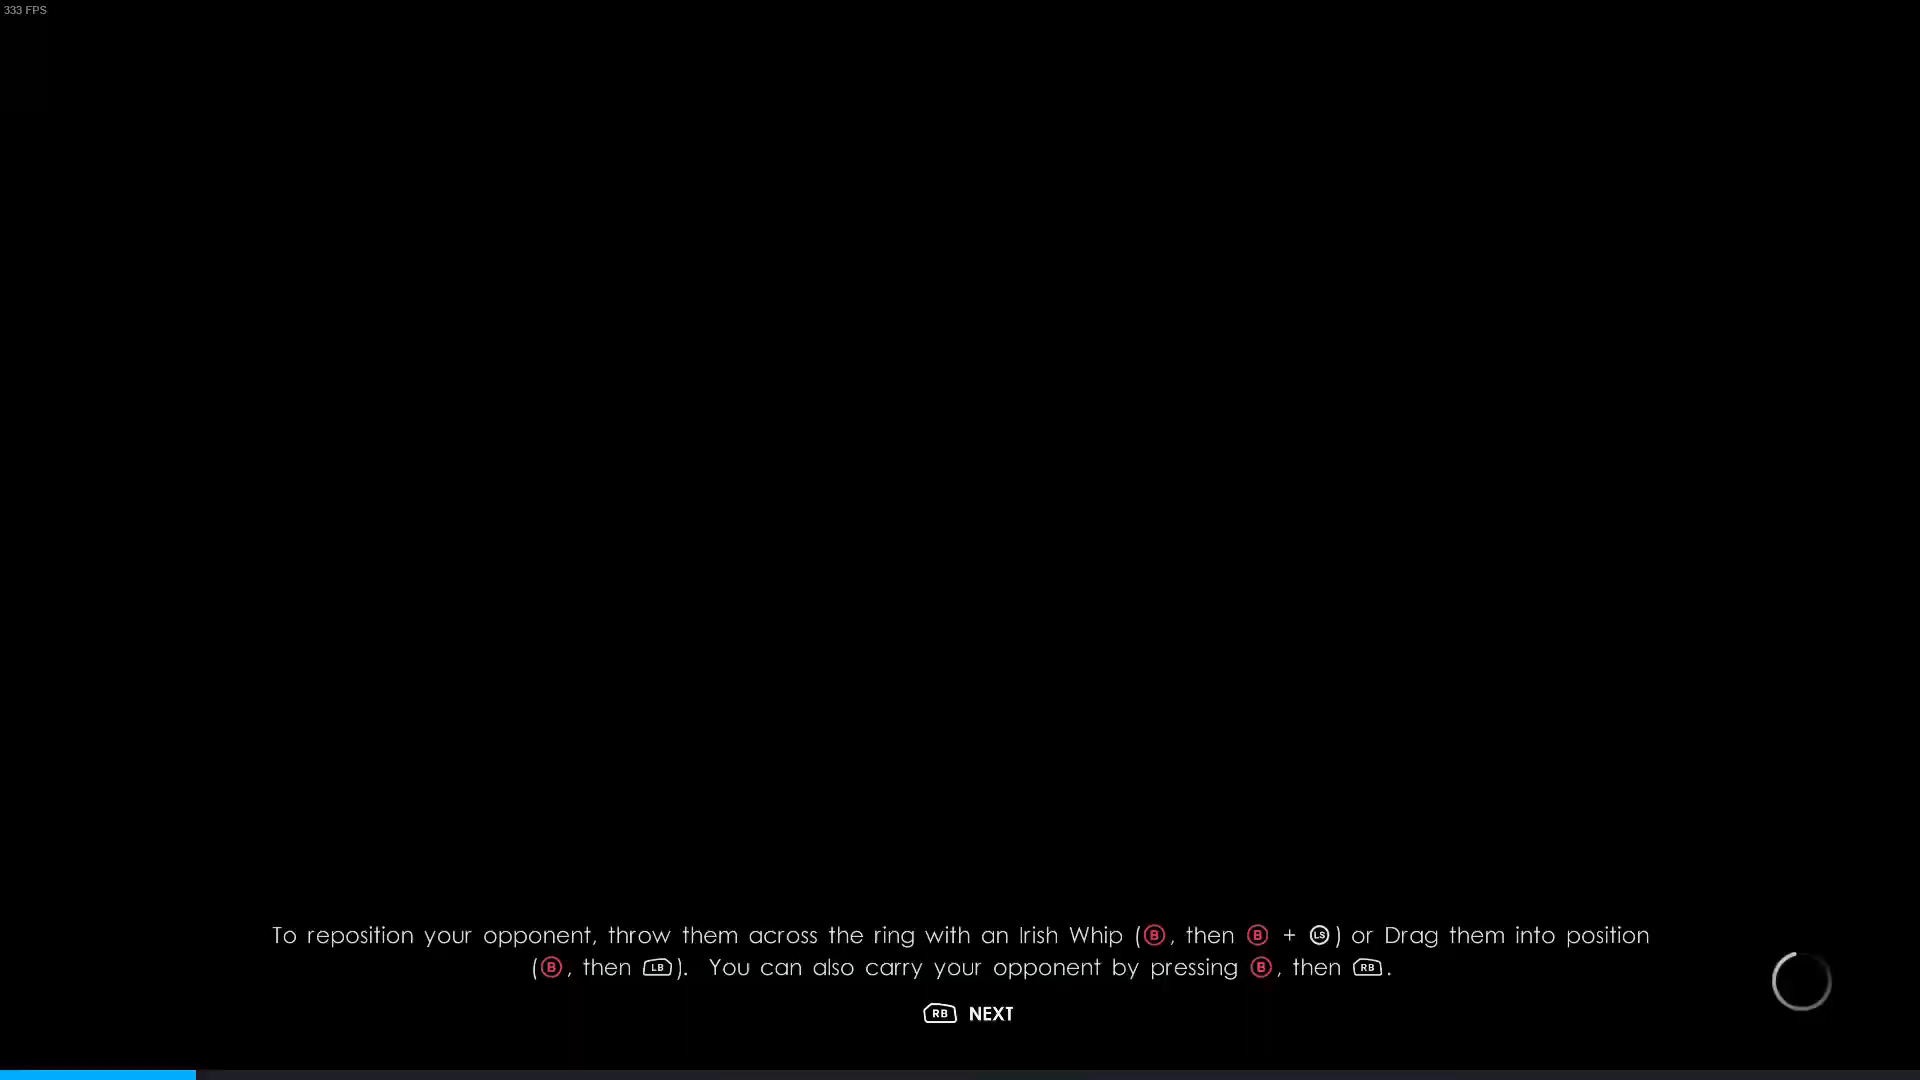 333 FPS
To reposition your opponent, throw them across the ring with an Irish Whip (B, then B + LS) or Drag them into position
(B, then LB). You can also carry your opponent by pressing B, then RB.
RB NEXT